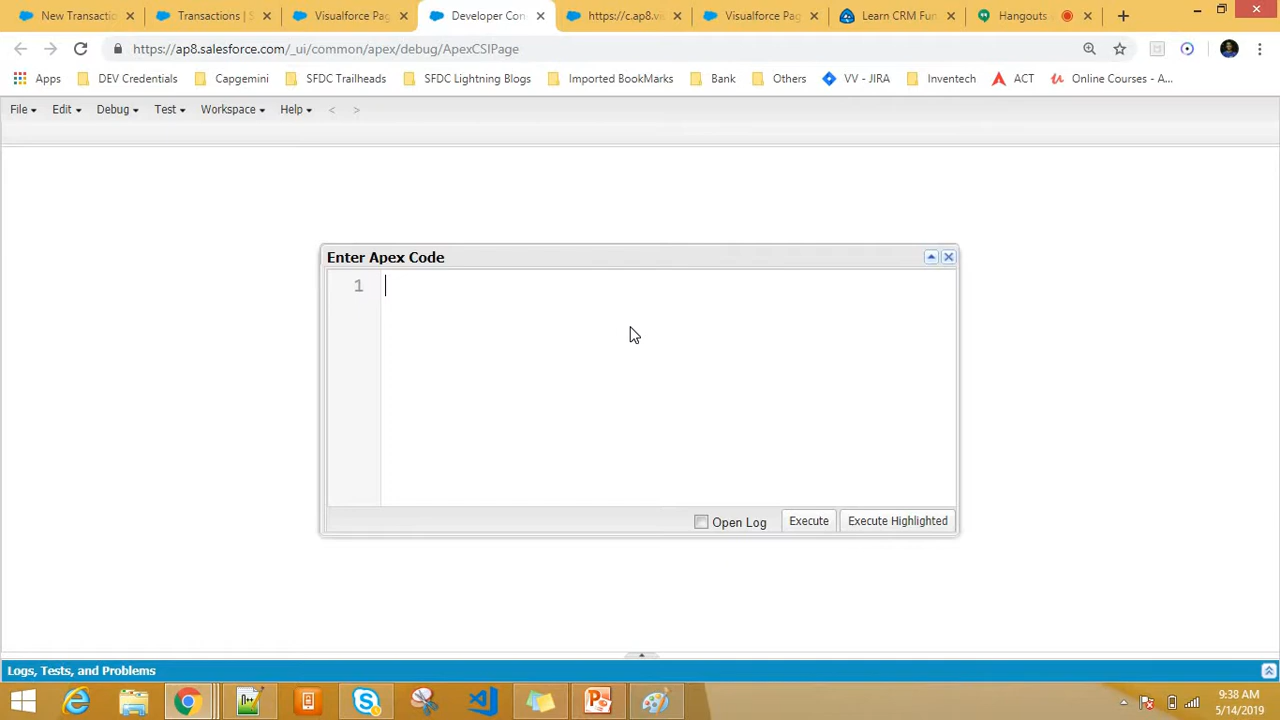 New Transactio
Transactions | S
Visualforce Pag
Developer Con
https://c.ap8.vis
Visualforce Pag
Learn CRM Fun
Hangouts
https://ap8.salesforce.com/_ui/common/apex/debug/ApexCSIPage
Apps
DEV Credentials
Capgemini
SFDC Trailheads
SFDC Lightning Blogs
Imported BookMarks
Bank
Others
VV - JIRA
Inventech
ACT
Online Courses - A...
File
Edit
Debug
Test
Workspace
Help
<
>
Enter Apex Code
1
Open Log
Execute
Execute Highlighted
Logs, Tests, and Problems
9:38 AM
5/14/2019